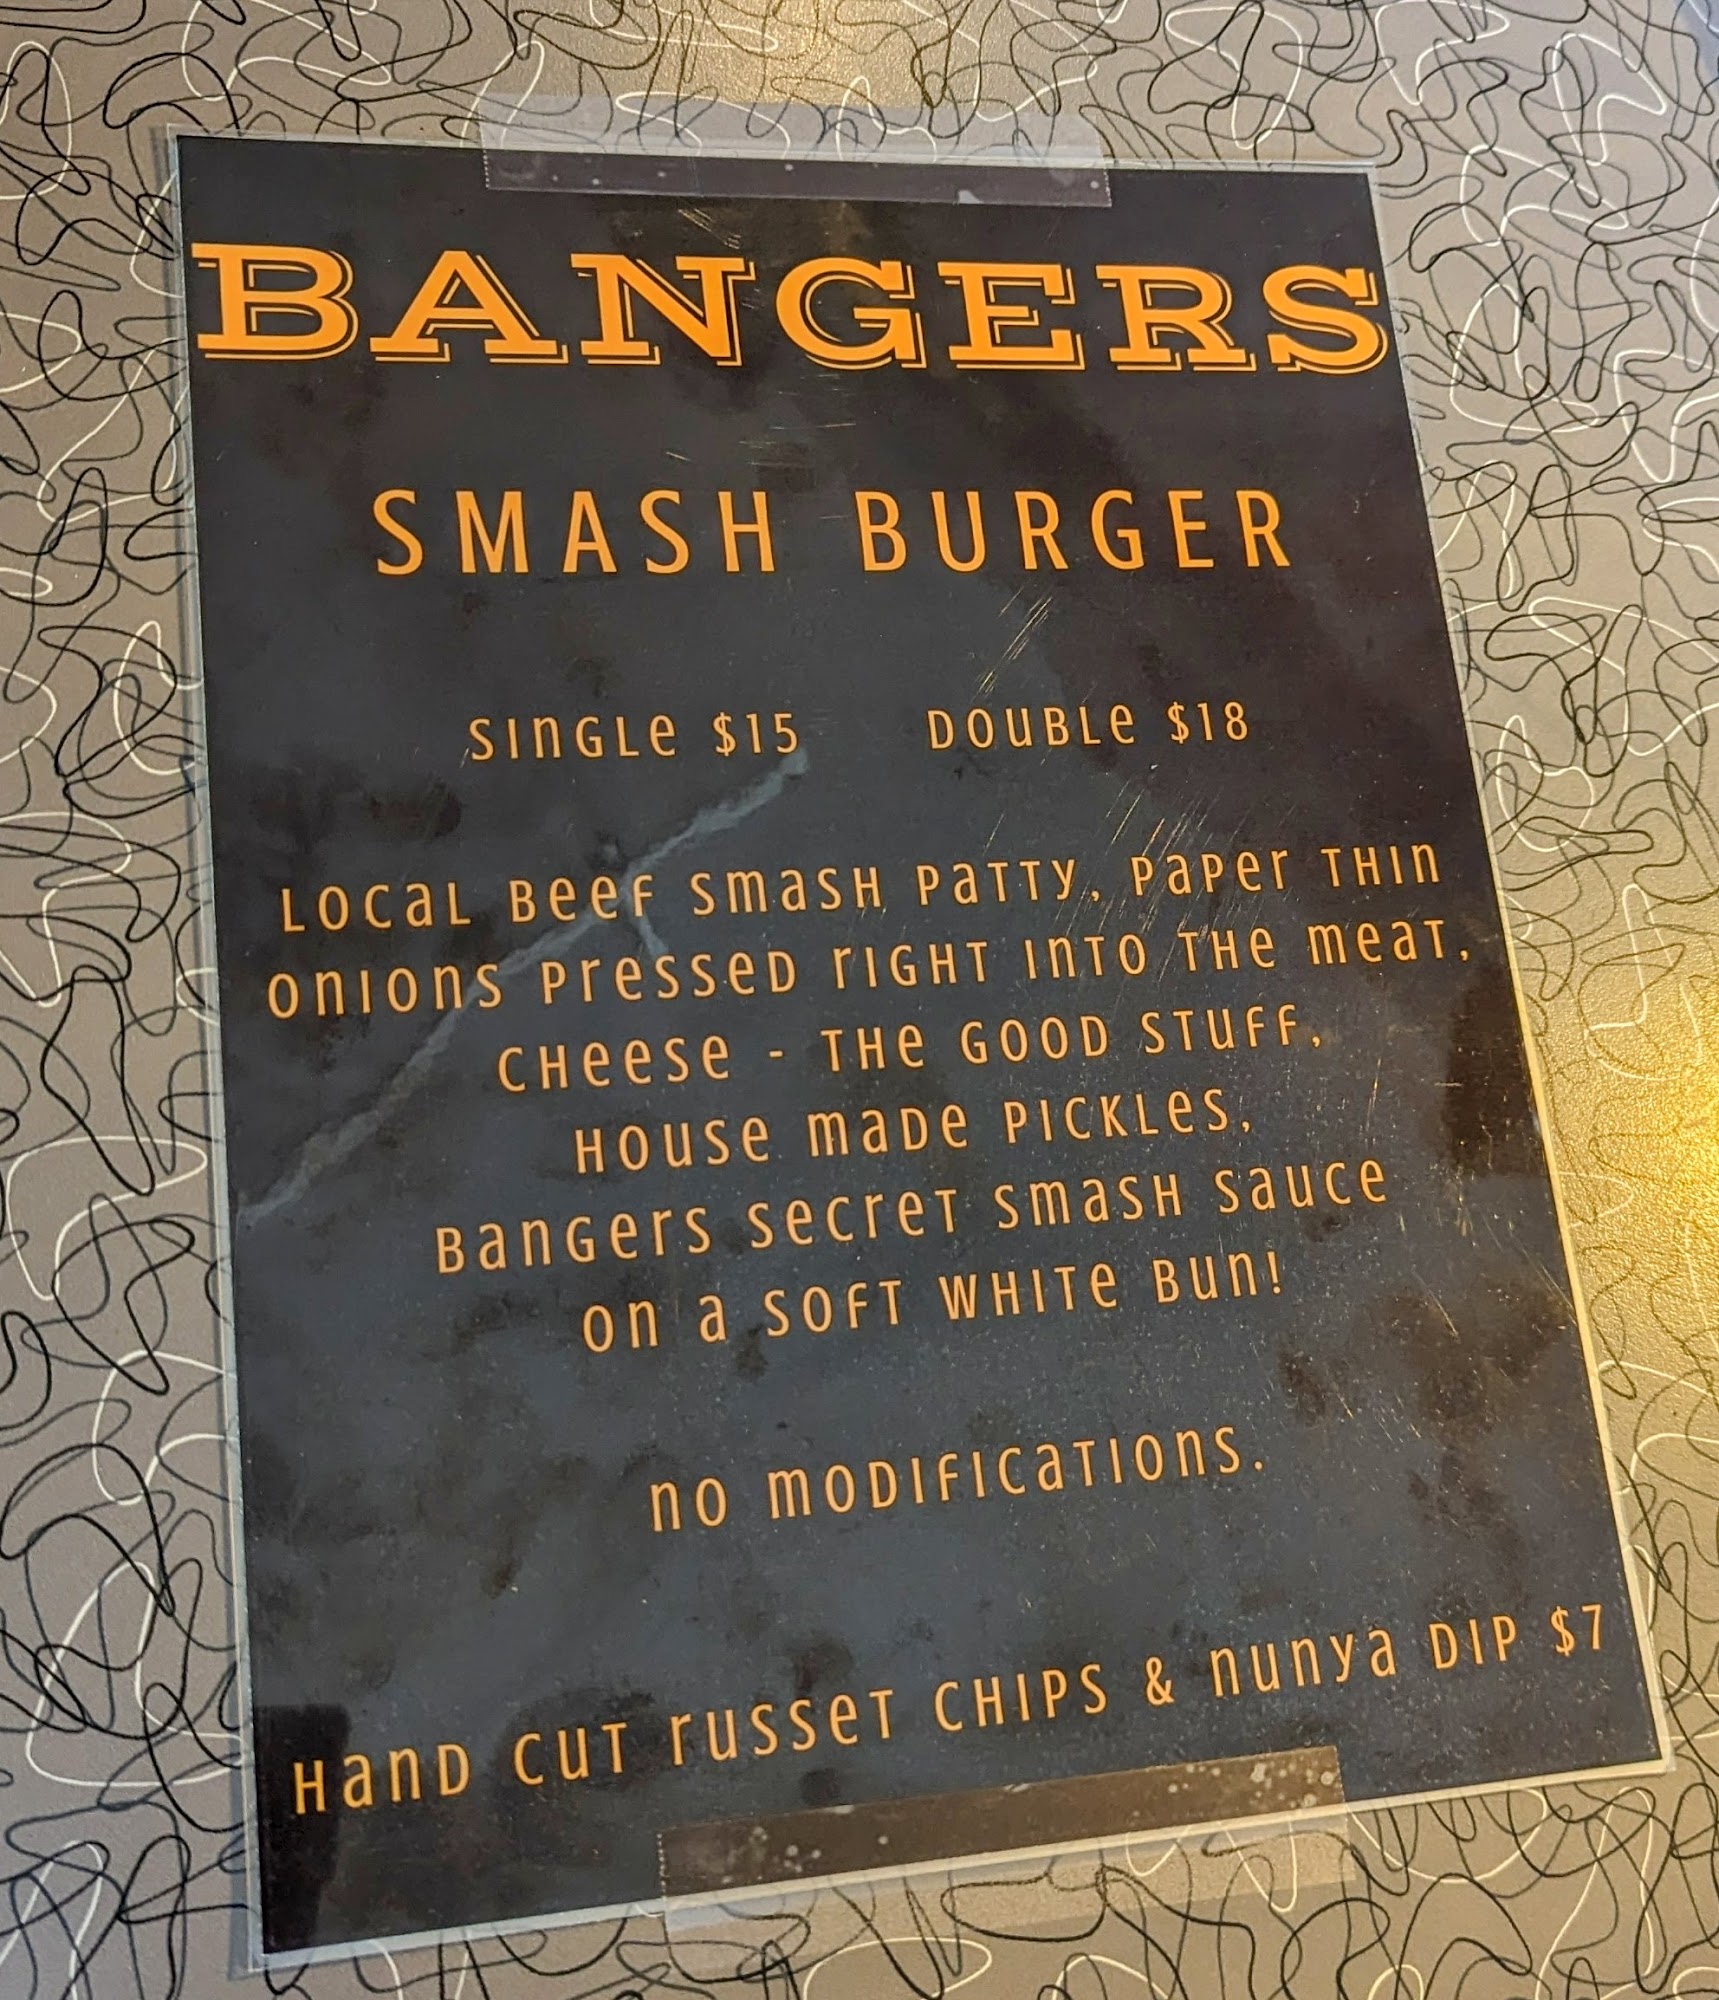 BANGERS
SMASH BURGER
SINGLE $15 DOUBLE $18
LOCAL BEEF SMASH PATTY, PAPER THIN
ONIONS PRESSED RIGHT INTO THE MEAT,
CHEESE - THE GOOD STUFF,
HOUSE MADE PICKLES,
BANGERS SECRET SMASH SAUCE
ON A SOFT WHITE BUN!
NO MODIFICATIONS.
HAND CUT RUSSET CHIPS & NUNYA DIP $7